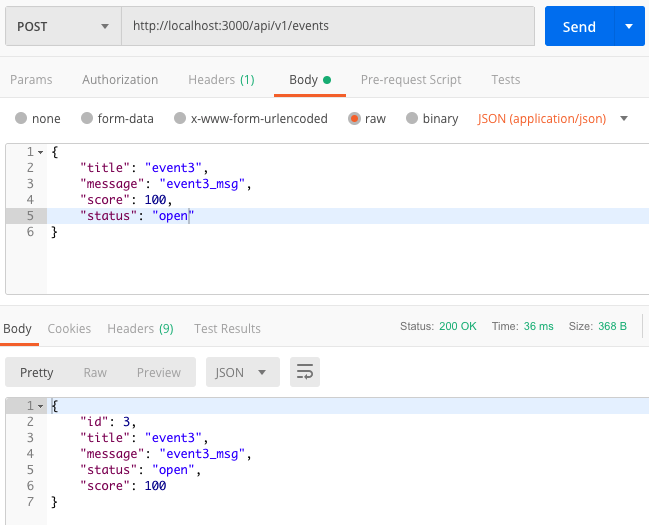 POST http://localhost:3000/api/v1/events Send
Params Authorization Headers (1) Body Pre-request Script Tests
none form-data x-www-form-urlencoded raw binary JSON (application/json)
1 {
2 "title": "event3",
3 "message": "event3_msg",
4 "score": 100,
5 "status": "open"
6 }
Body Cookies Headers (9) Test Results Status: 200 OK Time: 36 ms Size: 368 B
Pretty Raw Preview JSON
1 {
2 "id": 3,
3 "title": "event3",
4 "message": "event3_msg",
5 "status": "open",
6 "score": 100
7 }